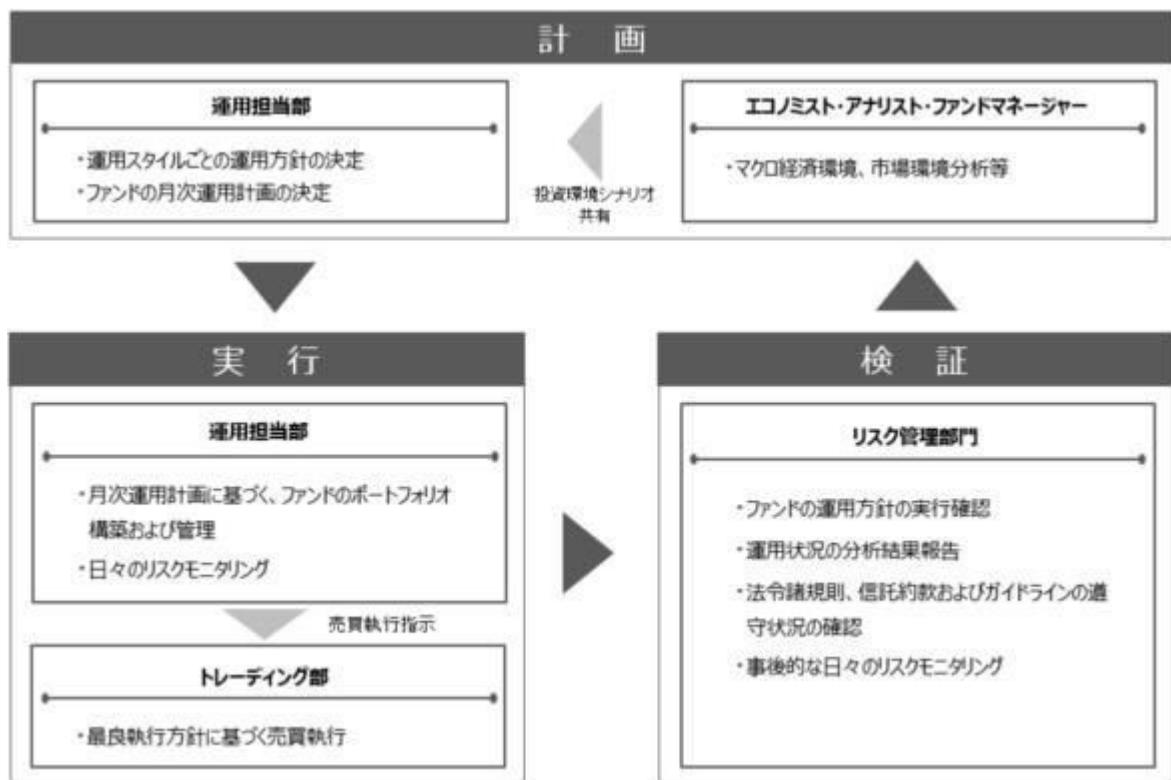 計 画
運用担当部
・運用スタイルごとの運用方針の決定
・ファンドの月次運用計画の決定
投資環境シナリオ
共有
エコノミスト・アナリスト・ファンドマネージャー
・マクロ経済環境、市場環境分析等
実 行
運用担当部
・月次運用計画に基づく、ファンドのポートフォリオ
構築および管理
・日々のリスクモニタリング
売買執行指示
トレーディング部
・最良執行方針に基づく売買執行
検 証
リスク管理部門
・ファンドの運用方針の実行確認
・運用状況の分析結果報告
・法令諸規則、信託約款およびガイドラインの遵
守状況の確認
・事後的な日々のリスクモニタリング